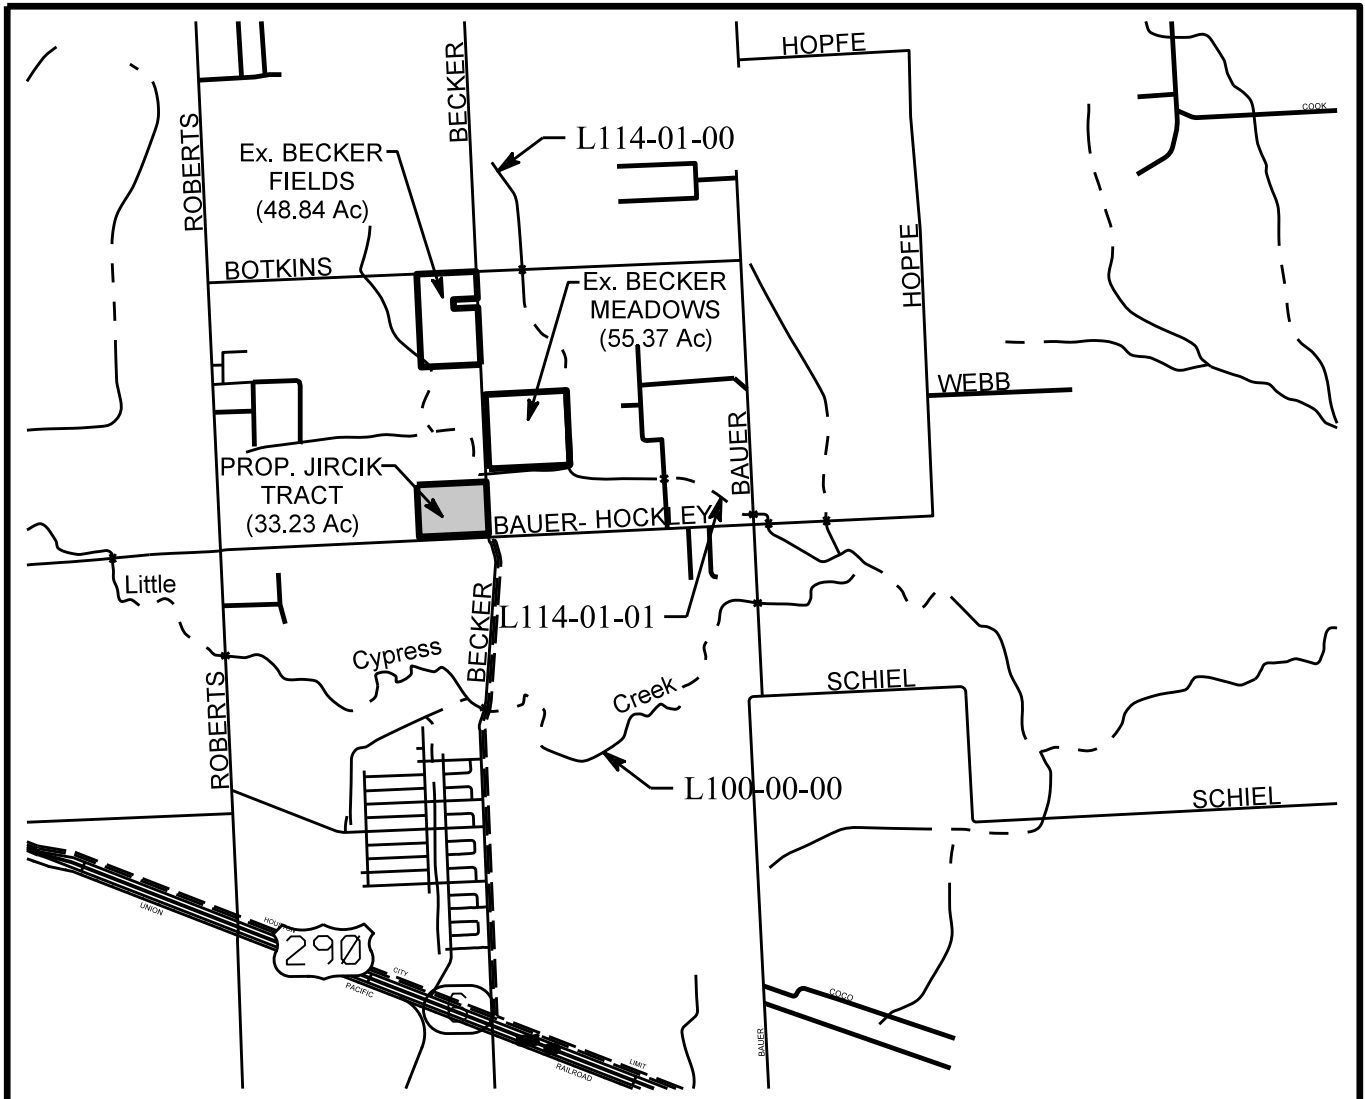 HOPFE
BECKER
COOK
ROBERTS
L114-01-00
Ex. BECKER
FIELDS
(48.84 Ac)
HOPFE
BOTKINS
Ex. BECKER
MEADOWS
(55.37 Ac)
WEBB
BAUER
PROP. JIRCIK
TRACT
(33.23 Ac)
BAUER- HOCKLEY
Little
BECKER
L114-01-01
Cypress
Creek
SCHIEL
ROBERTS
L100-00-00
SCHIEL
UNION
HOUSTON
290
CITY
PACIFIC
COCO
BAUER
LIMIT
RAILROAD